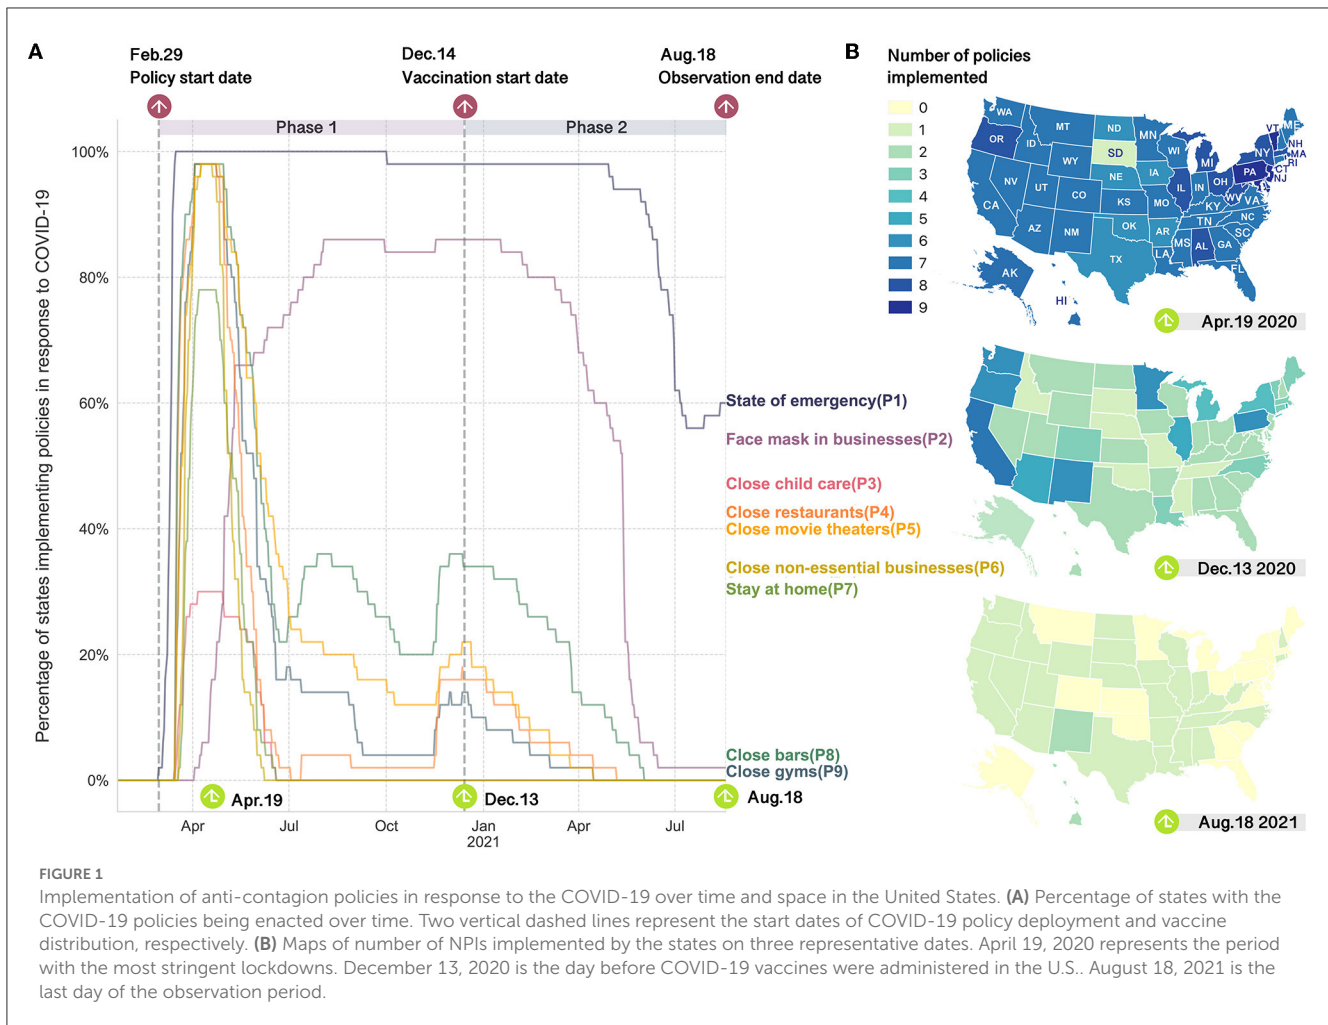 A
Feb.29
Policy start date
Dec.14
Vaccination start date
Aug.18
Observation end date
Phase 1
Phase 2
Percentage of states implementing policies in response to COVID-19
100%
80%
60%
40%
20%
0%
State of emergency(P1)
Face mask in businesses(P2)
Close child care(P3)
Close restaurants(P4)
Close movie theaters(P5)
Close non-essential businesses(P6)
Stay at home(P7)
Close bars(P8)
Close gyms(P9)
Apr.19
Dec.13
Aug.18
Apr
Jul
Oct
Jan
2021
Apr
Jul
B
Number of policies
implemented
0
1
2
3
4
5
6
7
8
9
WA
OR
CA
NV
ID
MT
WY
UT
AZ
CO
NM
ND
SD
NE
KS
OK
TX
MN
IA
MO
AR
LA
WI
IL
MI
IN
OH
KY
TN
MS
AL
GA
FL
SC
NC
VA
WV
PA
NY
VT
ME
NH
MA
RI
CT
NJ
AK
HI
Apr.19 2020
Dec.13 2020
Aug.18 2021
FIGURE 1
Implementation of anti-contagion policies in response to the COVID-19 over time and space in the United States. (A) Percentage of states with the
COVID-19 policies being enacted over time. Two vertical dashed lines represent the start dates of COVID-19 policy deployment and vaccine
distribution, respectively. (B) Maps of number of NPIs implemented by the states on three representative dates. April 19, 2020 represents the period
with the most stringent lockdowns. December 13, 2020 is the day before COVID-19 vaccines were administered in the U.S.. August 18, 2021 is the
last day of the observation period.